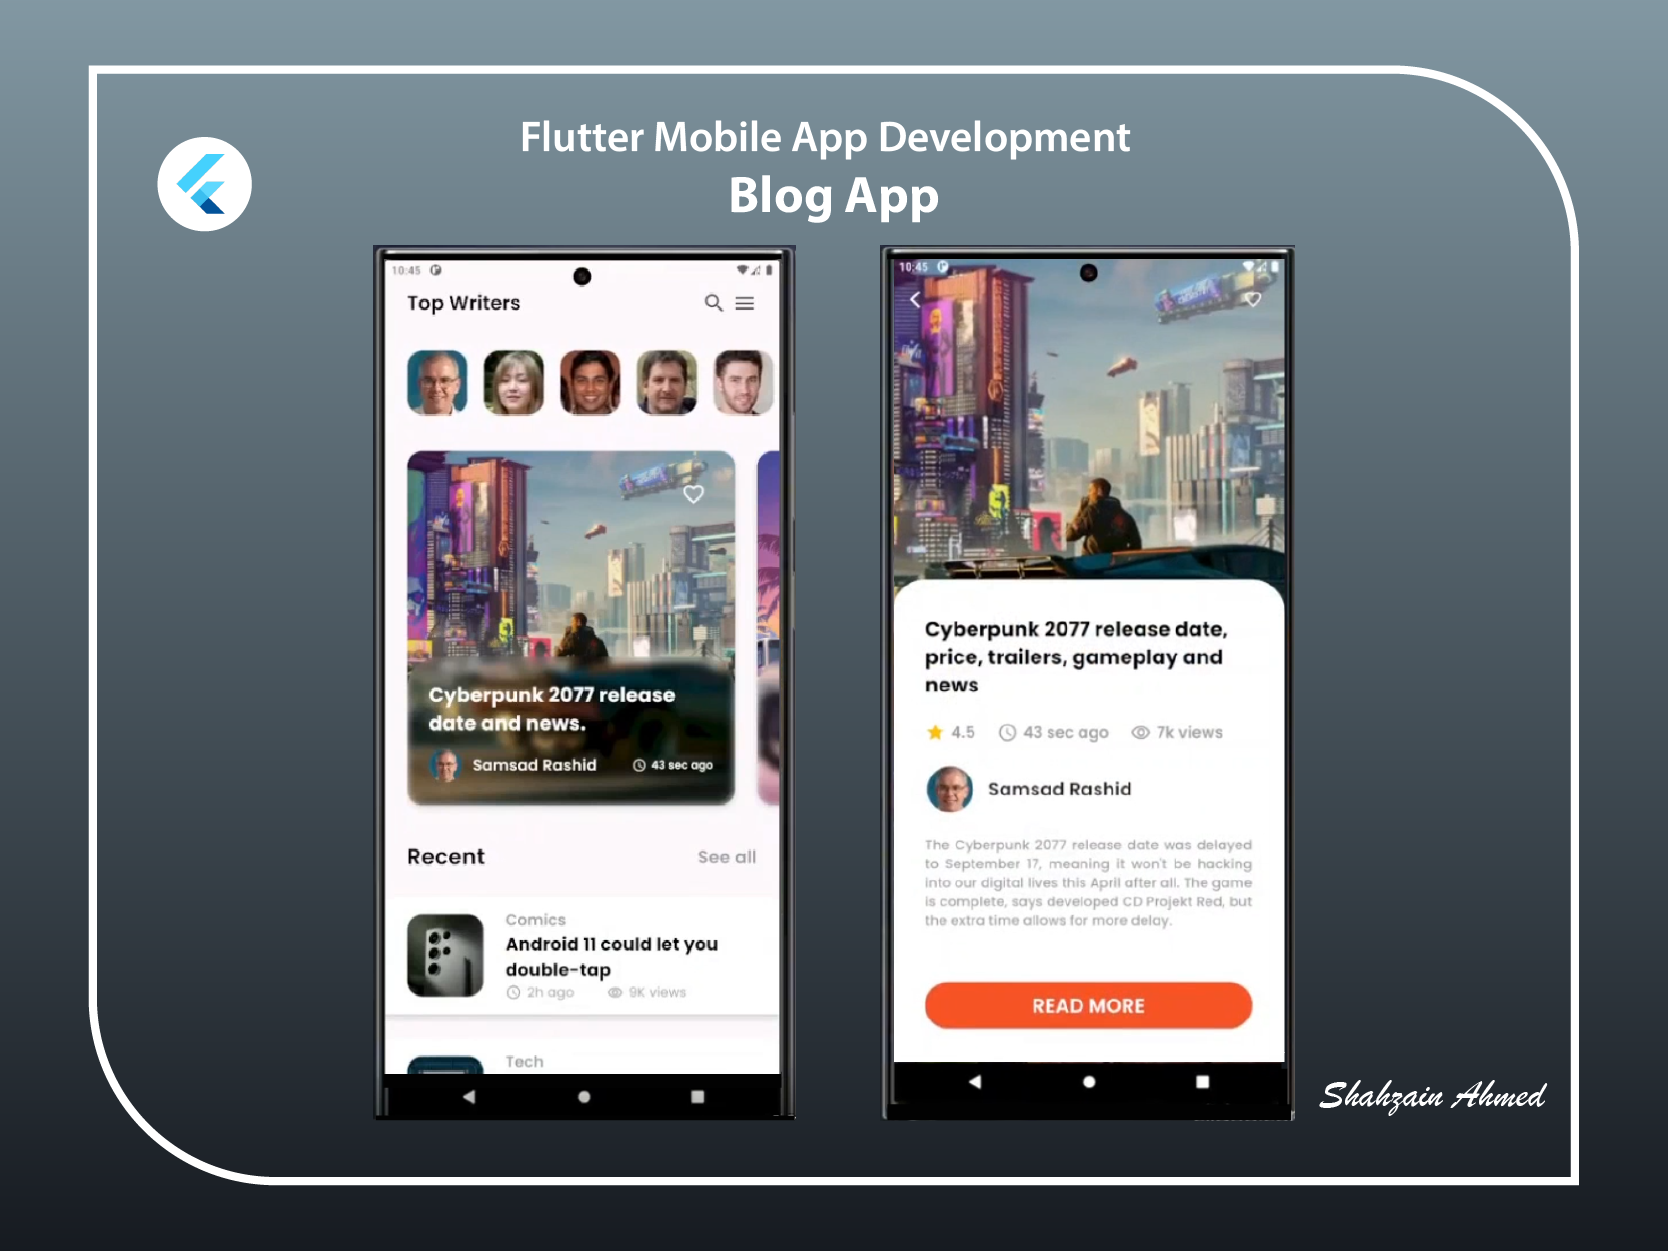 Flutter Mobile App Development
Blog App
10:45
Top Writers
Cyberpunk 2077 release
date and news.
Samsad Rashid
43 sec ago
Recent
See all
Comics
Android 11 could let you
double-tap
2h ago
9K views
Tech
10:45
Cyberpunk 2077 release date,
price, trailers, gameplay and
news
4.5
43 sec ago
7k views
Samsad Rashid
The Cyberpunk 2077 release date was delayed
to September 17, meaning it won't be hacking
into our digital lives this April after all. The game
is complete, says developed CD Projekt Red, but
the extra time allows for more delay.
READ MORE
Shahzain Ahmed